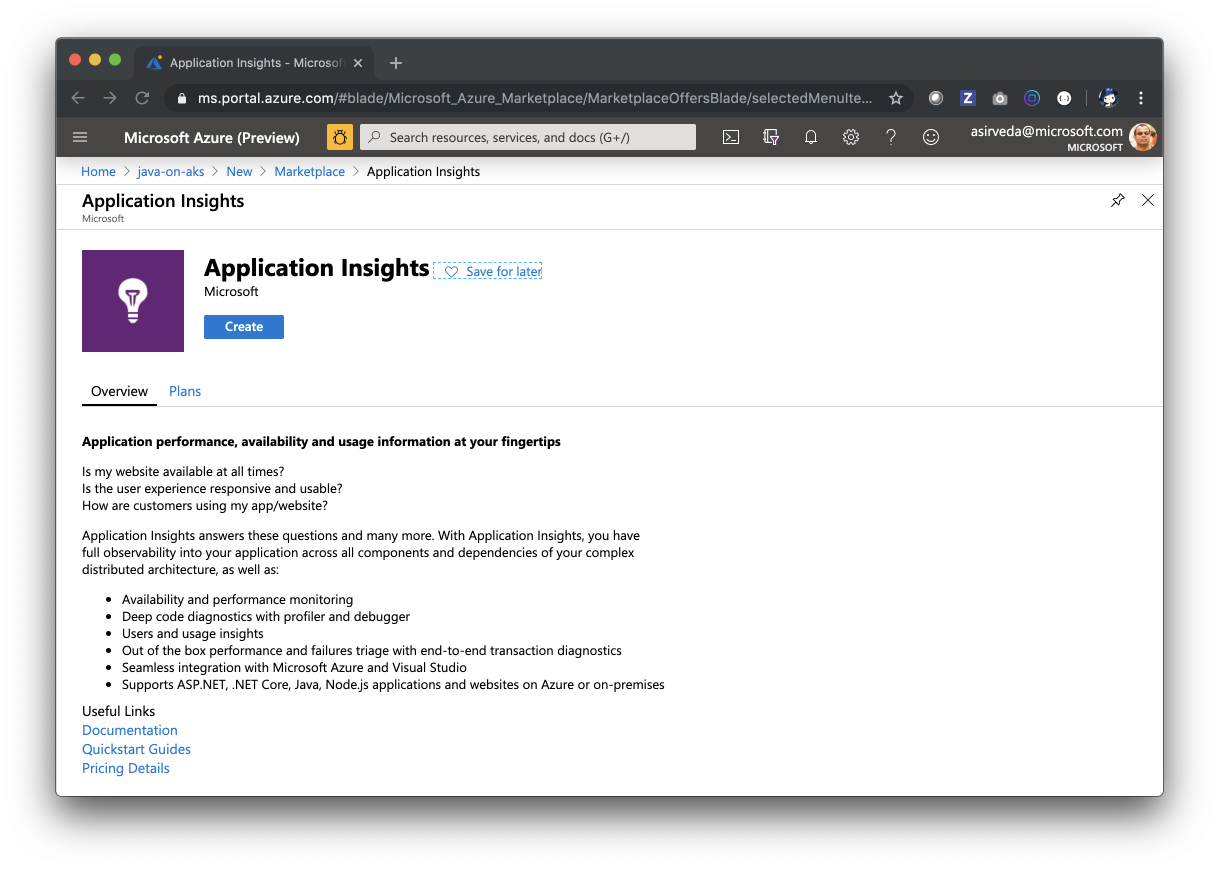 Application Insights - Microsof
ms.portal.azure.com/#blade/Microsoft_Azure_Marketplace/MarketplaceOffersBlade/selectedMenuIte...
Microsoft Azure (Preview)
Search resources, services, and docs (G+/)
asirveda@microsoft.com
MICROSOFT
Home > java-on-aks > New > Marketplace > Application Insights
Application Insights
Microsoft
Application Insights
Save for later
Microsoft
Create
Overview Plans
Application performance, availability and usage information at your fingertips
Is my website available at all times?
Is the user experience responsive and usable?
How are customers using my app/website?
Application Insights answers these questions and many more. With Application Insights, you have
full observability into your application across all components and dependencies of your complex
distributed architecture, as well as:
• Availability and performance monitoring
• Deep code diagnostics with profiler and debugger
• Users and usage insights
• Out of the box performance and failures triage with end-to-end transaction diagnostics
• Seamless integration with Microsoft Azure and Visual Studio
• Supports ASP.NET, .NET Core, Java, Node.js applications and websites on Azure or on-premises
Useful Links
Documentation
Quickstart Guides
Pricing Details